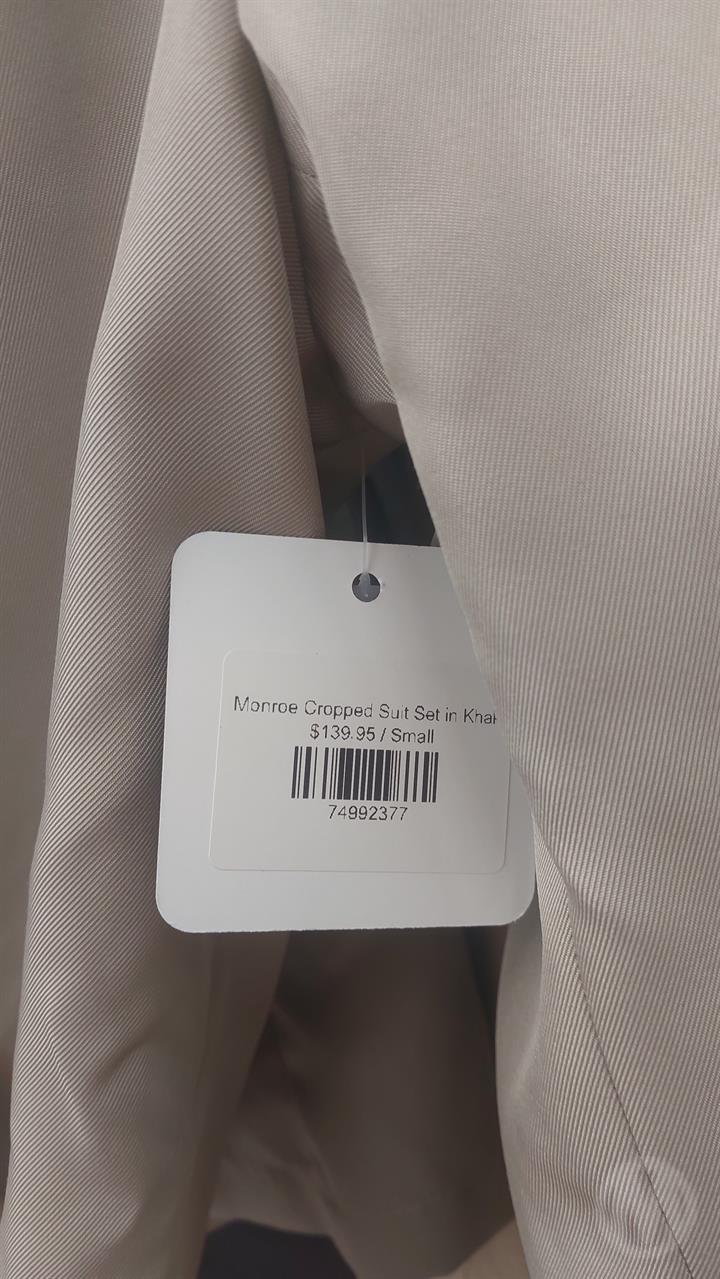 Monroe Cropped Suit Set in Khak
$139.95 / Small
74992377